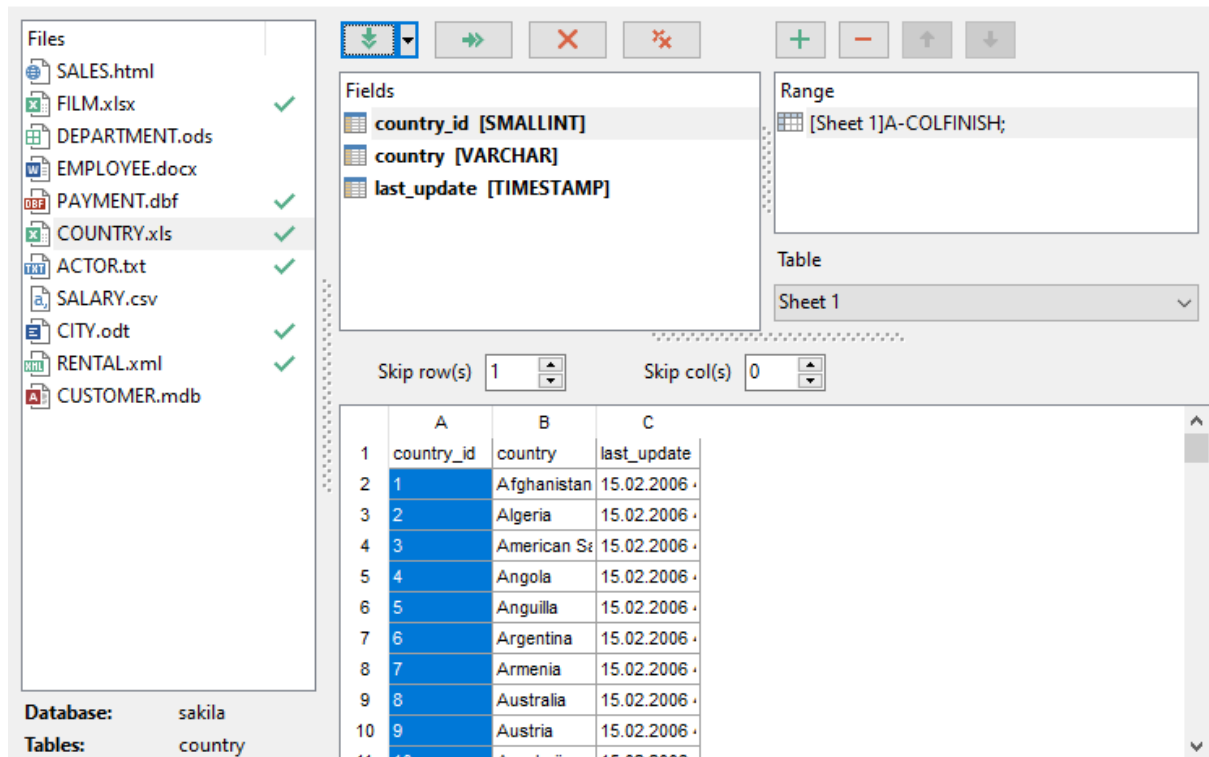 Files
SALES.html
FILM.xlsx
DEPARTMENT.ods
EMPLOYEE.docx
PAYMENT.dbf
COUNTRY.xls
ACTOR.txt
SALARY.csv
CITY.odt
RENTAL.xml
CUSTOMER.mdb
Database: sakila
Tables: country
Fields
country_id [SMALLINT]
country [VARCHAR]
last_update [TIMESTAMP]
Range
[Sheet 1]A-COLFINISH;
Table
Sheet 1
Skip row(s) 1 Skip col(s) 0
A B C
1 country_id country last_update
2 1 Afghanistan 15.02.2006
3 2 Algeria 15.02.2006
4 3 American Sa 15.02.2006
5 4 Angola 15.02.2006
6 5 Anguilla 15.02.2006
7 6 Argentina 15.02.2006
8 7 Armenia 15.02.2006
9 8 Australia 15.02.2006
10 9 Austria 15.02.2006